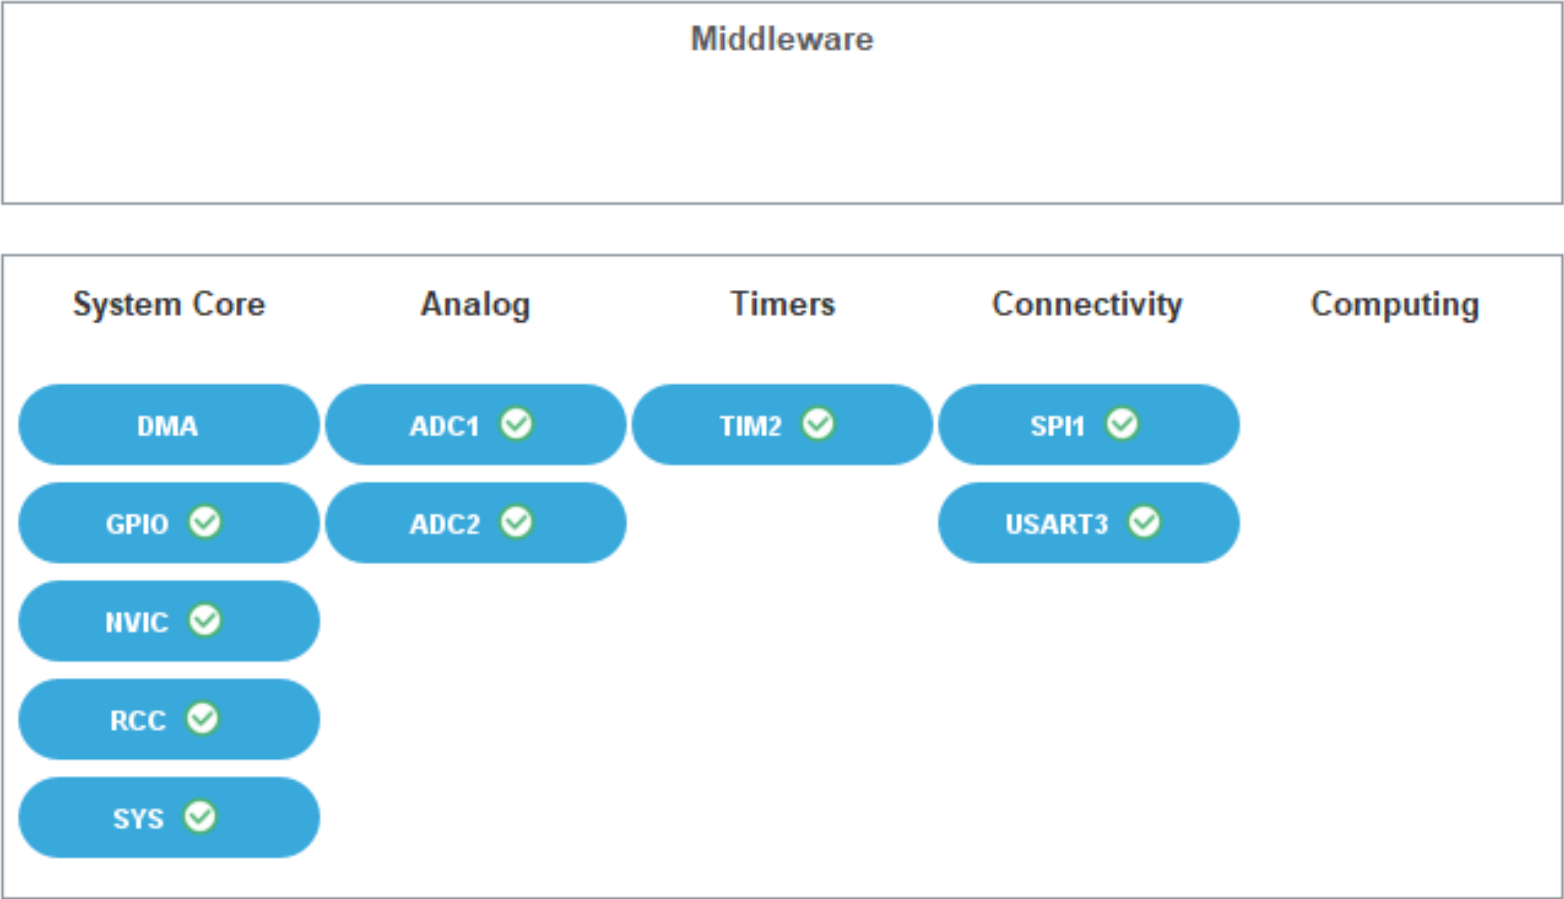 Middleware
System Core Analog Timers Connectivity Computing
DMA ADC1 TIM2 SPI1
GPIO ADC2 USART3
NVIC
RCC
SYS